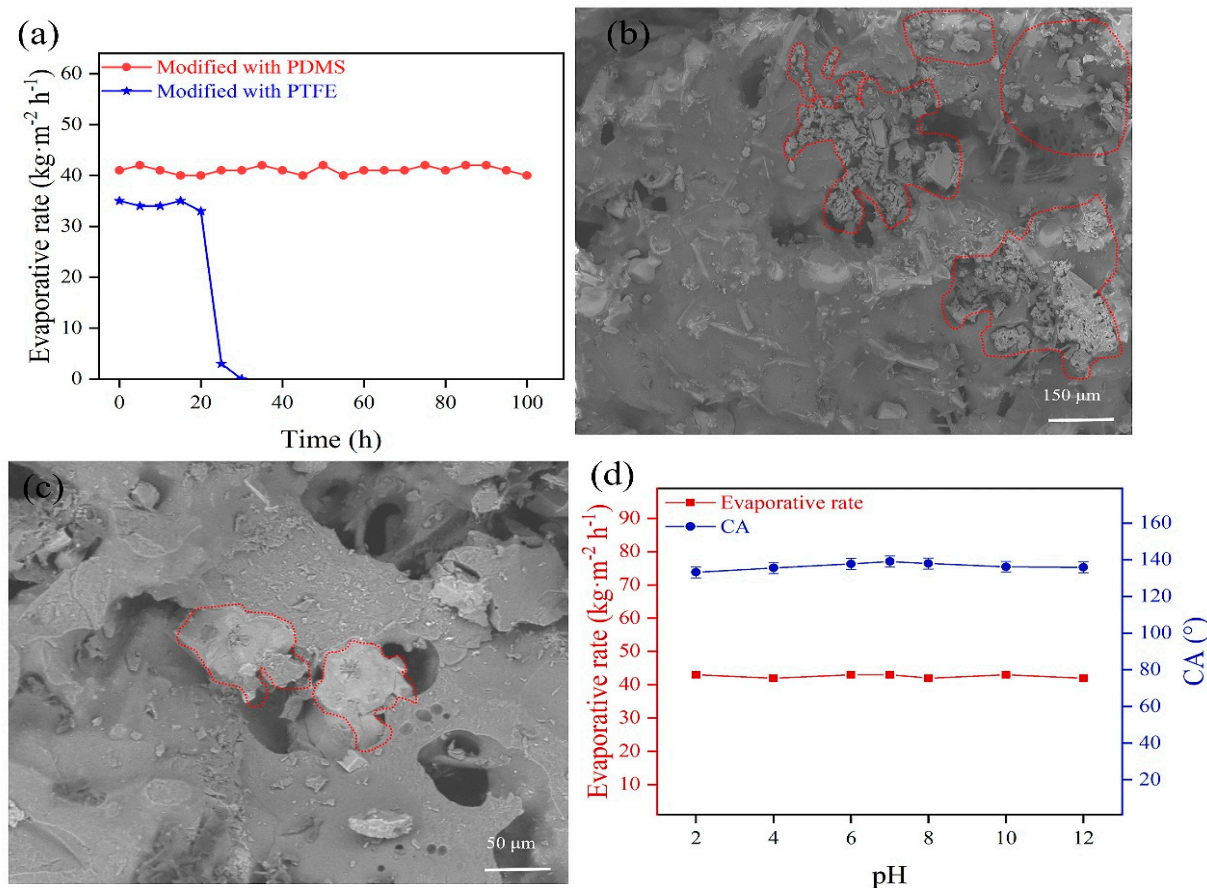 (a)
Modified with PDMS
Modified with PTFE
Evaporative rate (kg·m⁻² h⁻¹)
60
50
40
30
20
10
0
0 20 40 60 80 100
Time (h)
(b)
150 μm
(c)
50 μm
(d)
Evaporative rate
CA
Evaporative rate (kg·m⁻² h⁻¹)
90
80
70
60
50
40
30
20
10
160
140
120
100
80
60
40
20
CA (°)
2 4 6 8 10 12
pH